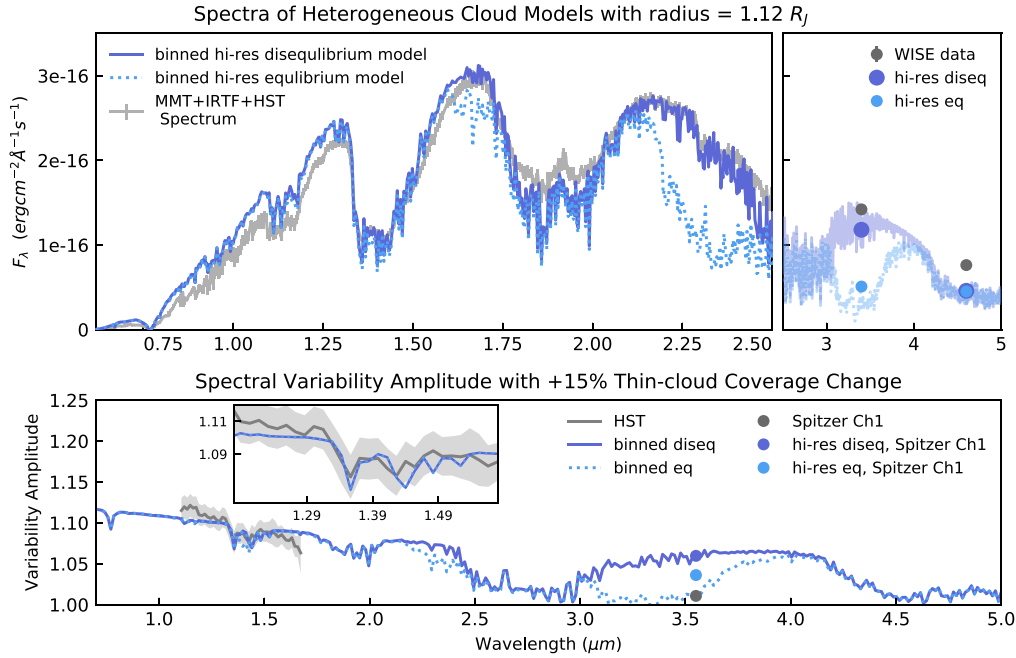 Spectra of Heterogeneous Cloud Models with radius = 1.12 R_J
binned hi-res disequlibrium model
binned hi-res equlibrium model
MMT+IRTF+HST
Spectrum
WISE data
hi-res diseq
hi-res eq
F_λ (ergcm⁻²Å⁻¹s⁻¹)
3e-16
2e-16
1e-16
0
0.75 1.00 1.25 1.50 1.75 2.00 2.25 2.50
3 4 5
Spectral Variability Amplitude with +15% Thin-cloud Coverage Change
Variability Amplitude
1.25
1.20
1.15
1.10
1.05
1.00
1.11
1.09
1.29 1.39 1.49
HST
binned diseq
binned eq
Spitzer Ch1
hi-res diseq, Spitzer Ch1
hi-res eq, Spitzer Ch1
1.0 1.5 2.0 2.5 3.0 3.5 4.0 4.5 5.0
Wavelength (μm)